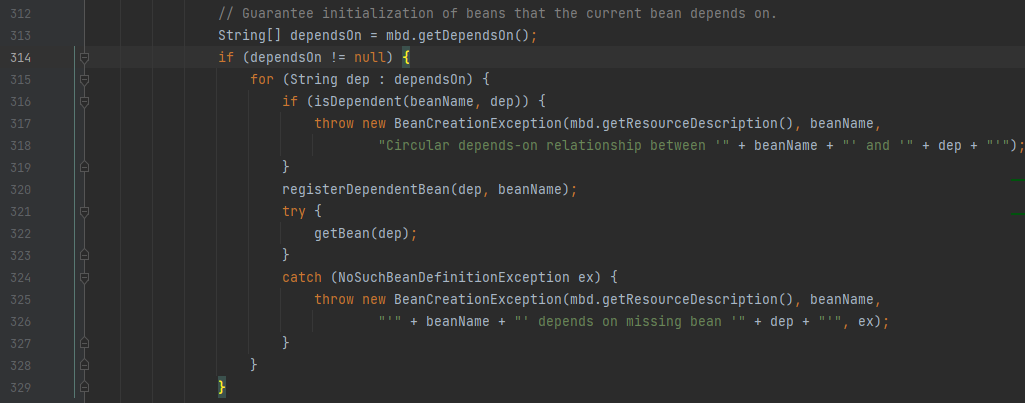 312 // Guarantee initialization of beans that the current bean depends on.
313 String[] dependsOn = mbd.getDependsOn();
314 if (dependsOn != null) {
315 for (String dep : dependsOn) {
316 if (isDependent(beanName, dep)) {
317 throw new BeanCreationException(mbd.getResourceDescription(), beanName,
318 "Circular depends-on relationship between '" + beanName + "' and '" + dep + "'");
319 }
320 registerDependentBean(dep, beanName);
321 try {
322 getBean(dep);
323 }
324 catch (NoSuchBeanDefinitionException ex) {
325 throw new BeanCreationException(mbd.getResourceDescription(), beanName,
326 "'" + beanName + "' depends on missing bean '" + dep + "'", ex);
327 }
328 }
329 }